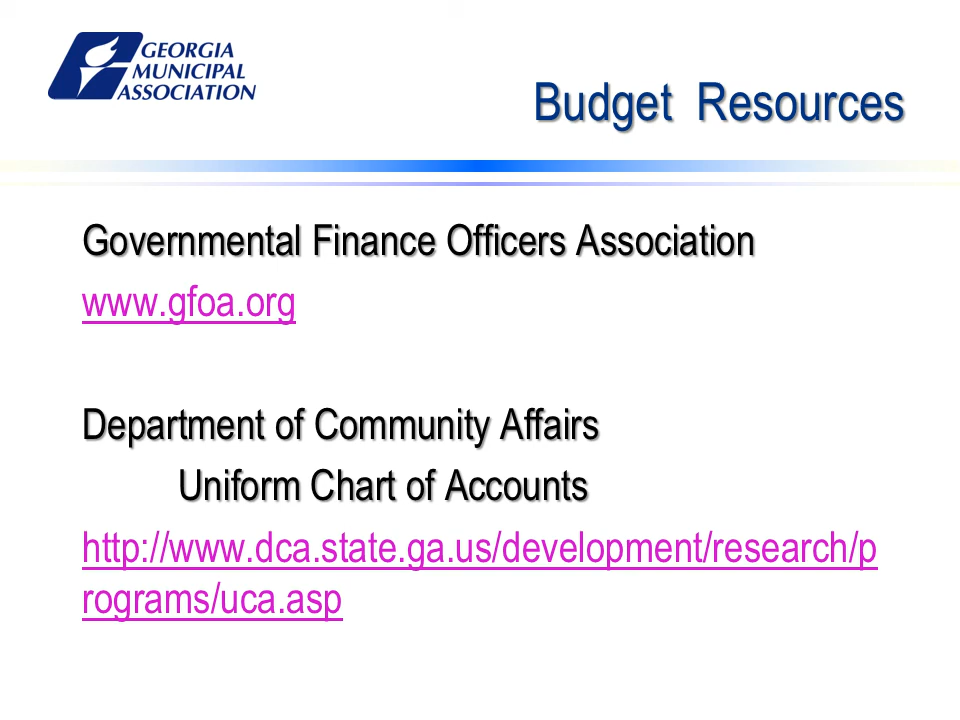 GEORGIA
MUNICIPAL
ASSOCIATION
Budget Resources
Governmental Finance Officers Association
www.gfoa.org
Department of Community Affairs
Uniform Chart of Accounts
http://www.dca.state.ga.us/development/research/p
rograms/uca.asp